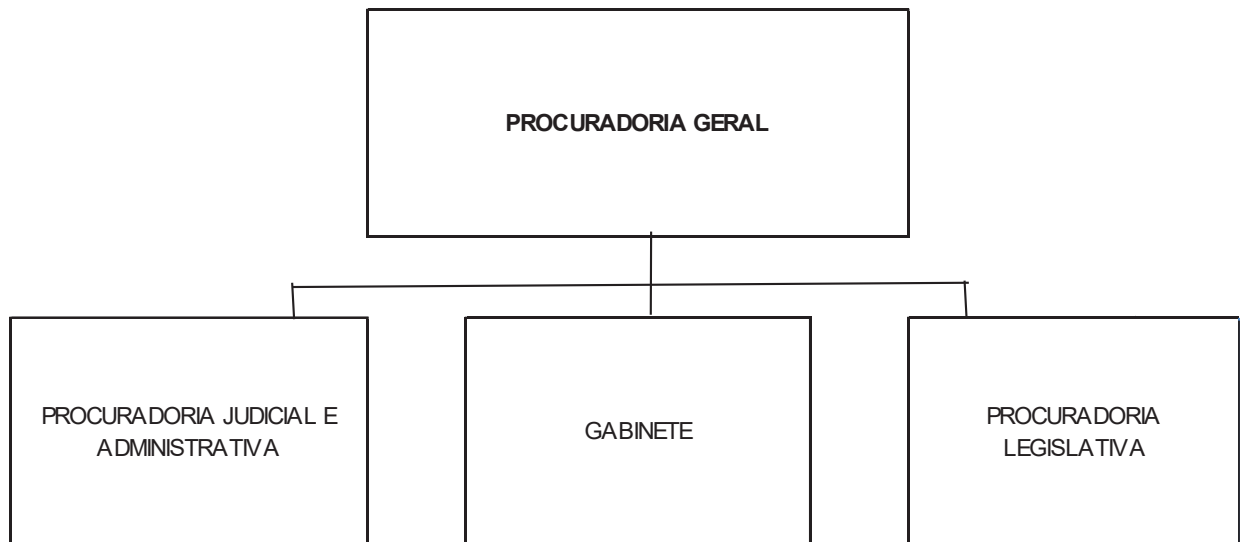 PROCURADORIA GERAL
PROCURADORIA JUDICIAL E
ADMINISTRATIVA
GABINETE
PROCURADORIA
LEGISLATIVA